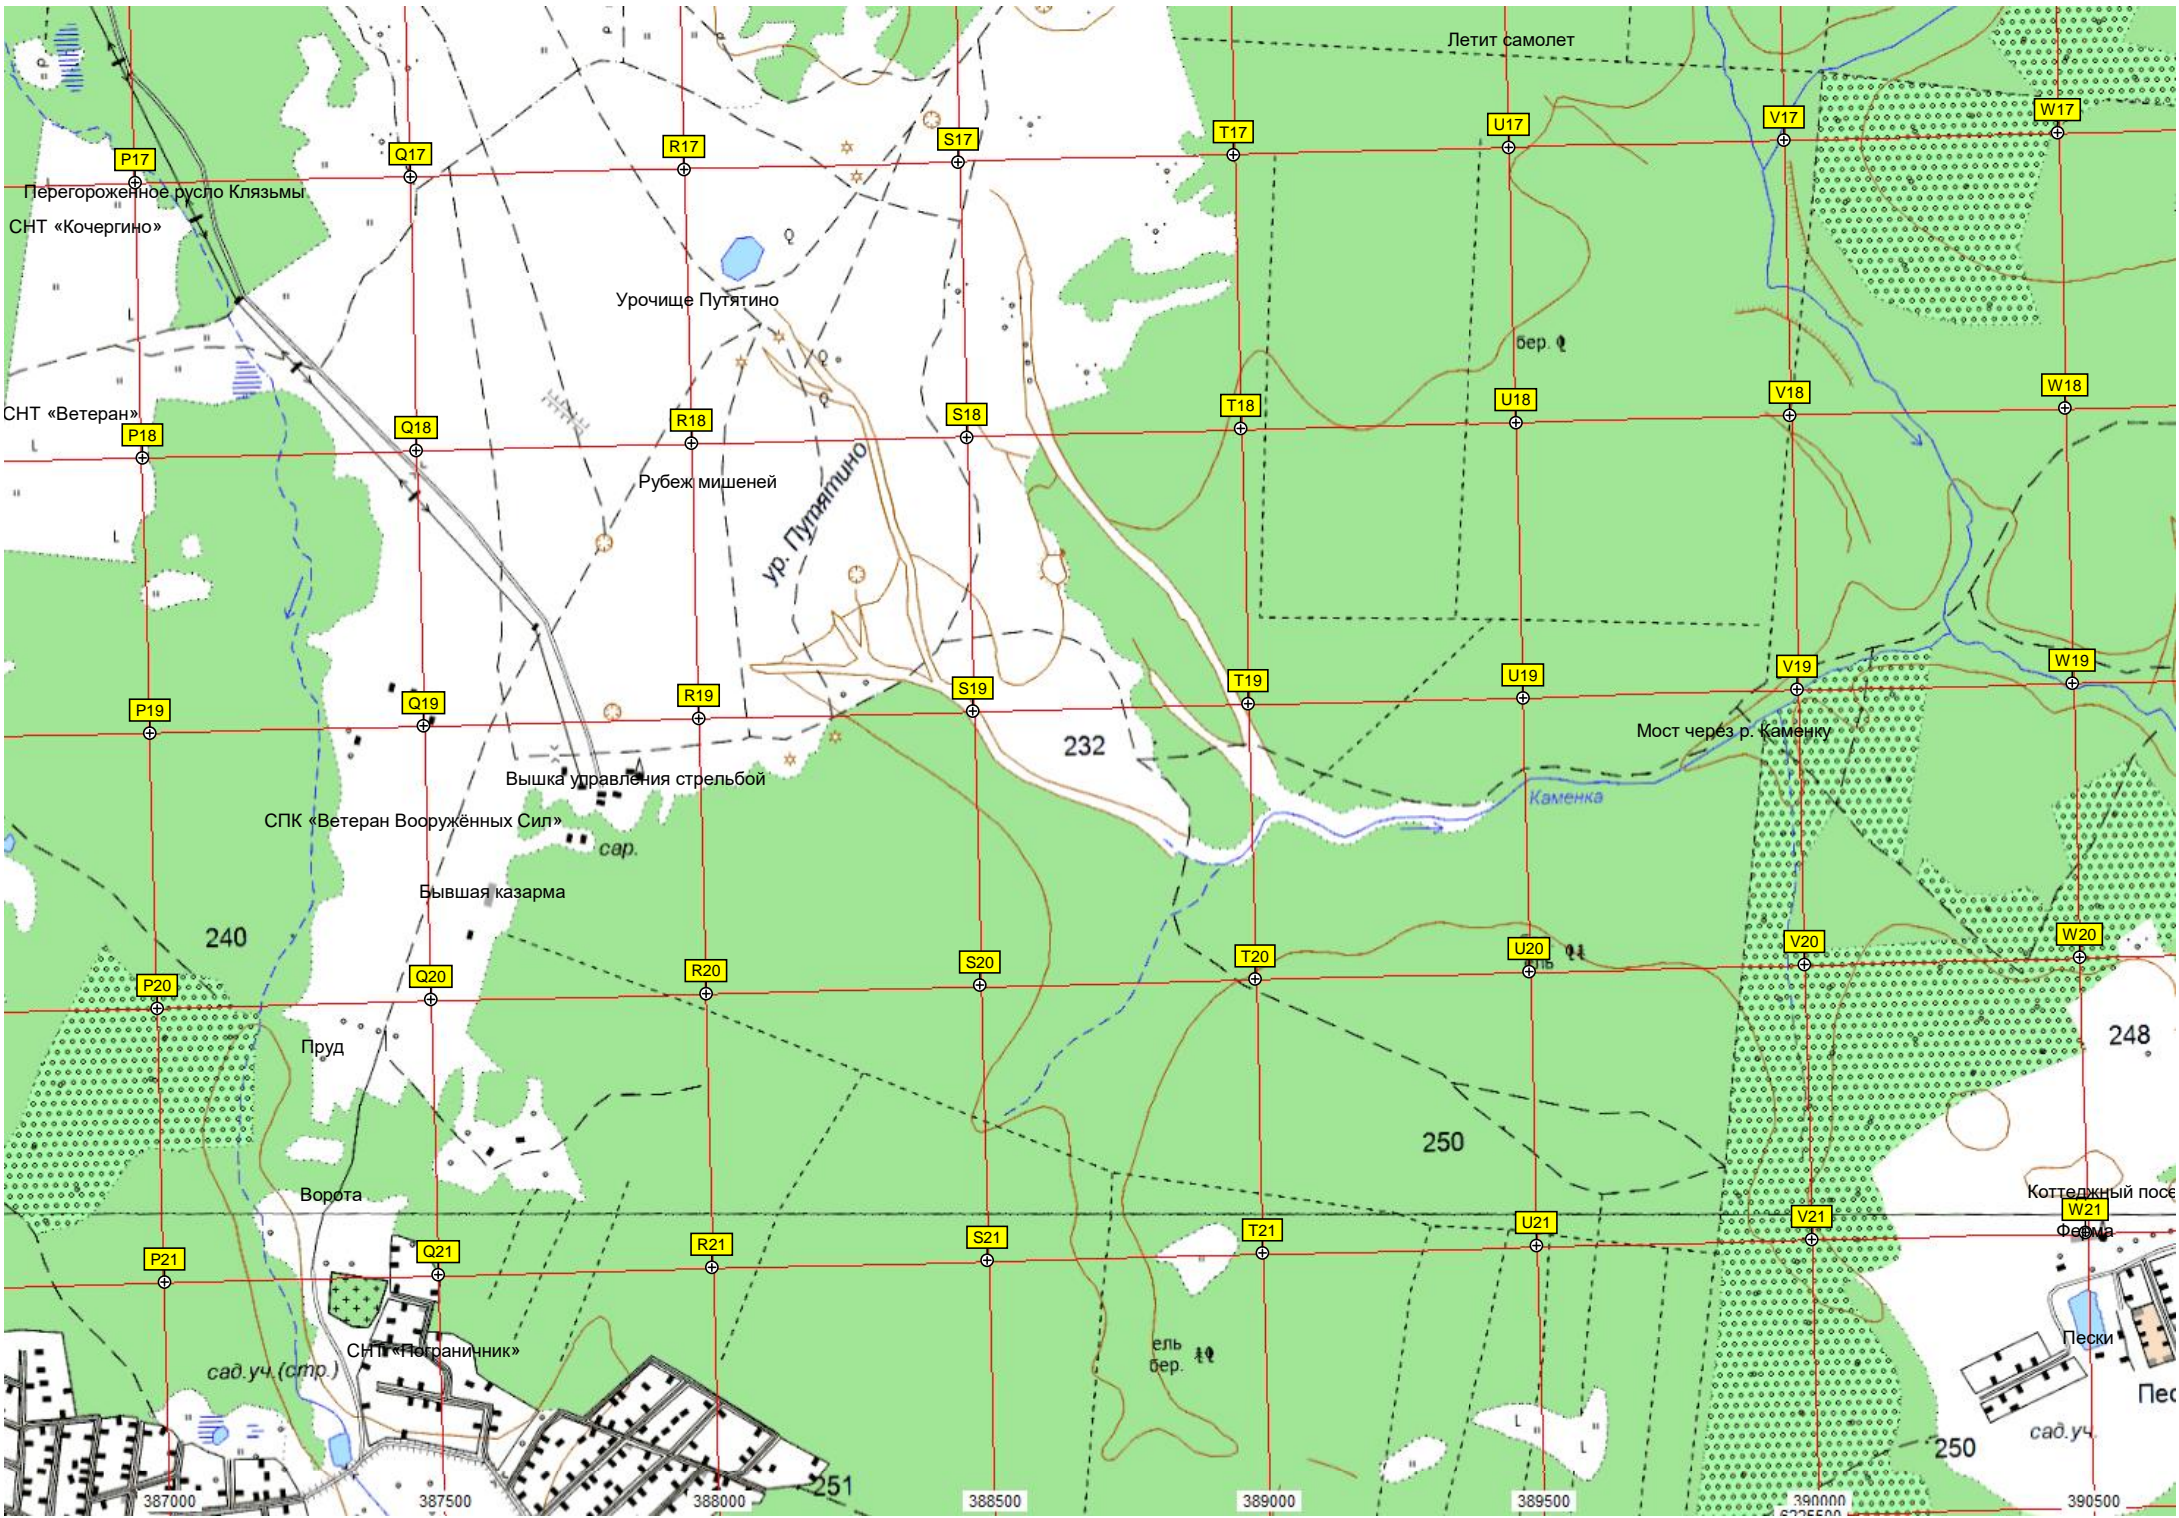 Летит самолет
P17
Q17
R17
S17
T17
U17
V17
W17
Перегороженное русло Клязьмы
СНТ «Кочергино»
Урочище Путятино
бер.
СНТ «Ветеран»
P18
Q18
R18
S18
T18
U18
V18
W18
Рубеж мишеней
ур. Путятино
P19
Q19
R19
S19
T19
U19
V19
W19
232
Мост через р. Каменку
Вышка управления стрельбой
Каменка
СПК «Ветеран Вооружённых Сил»
сар.
Бывшая казарма
240
P20
Q20
R20
S20
T20
U20
V20
W20
Пруд
248
250
Ворота
Коттеджный посе
P21
Q21
R21
S21
T21
U21
V21
W21
Ферма
СНТ «Пограничник»
сад.уч.(стр.)
ель
бер.
Пески
Пес
сад.уч.
250
251
387000
387500
388000
388500
389000
389500
390000
390500